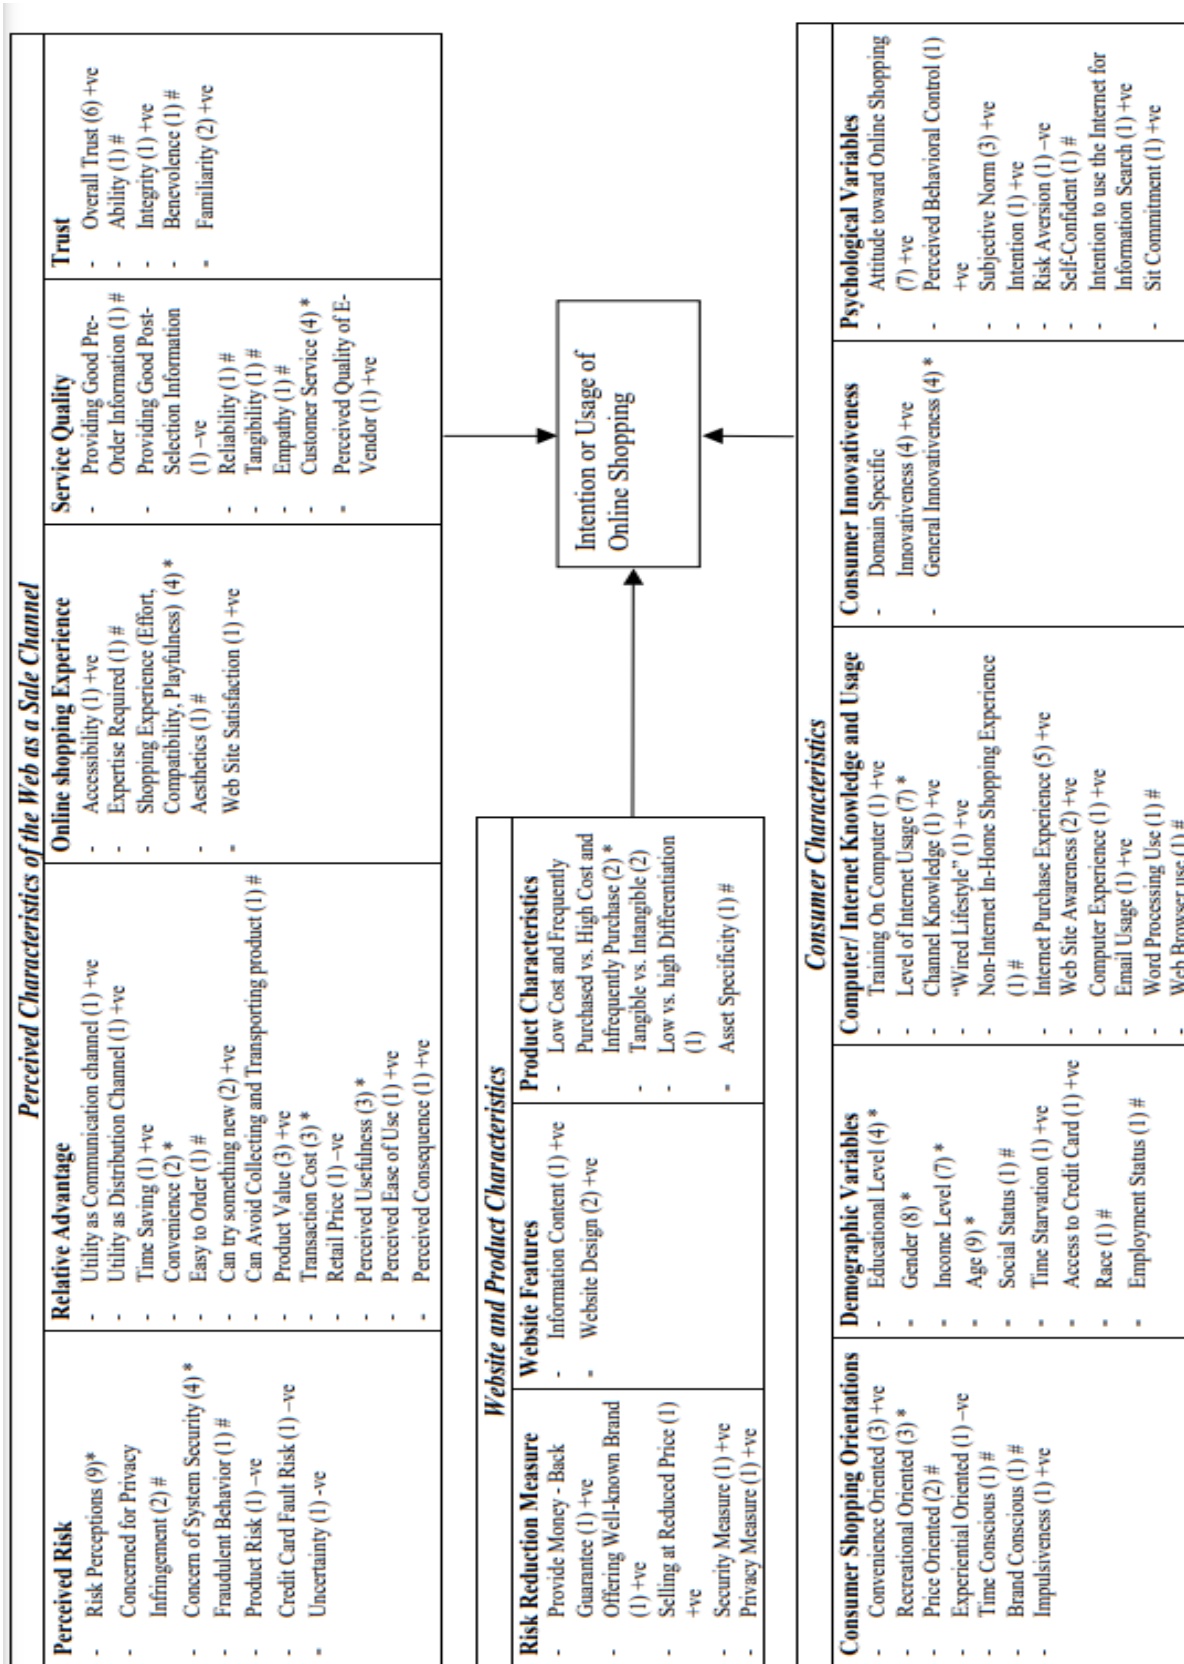 Perceived Characteristics of the Web as a Sale Channel
Perceived Risk
- Risk Perceptions (9)*
- Concerned for Privacy
Infringement (2) #
- Concern of System Security (4) *
- Fraudulent Behavior (1) #
- Product Risk (1) –ve
- Credit Card Fault Risk (1) –ve
- Uncertainty (1) -ve
Relative Advantage
- Utility as Communication channel (1) +ve
- Utility as Distribution Channel (1) +ve
- Time Saving (1) +ve
- Convenience (2) *
- Easy to Order (1) #
- Can try something new (2) +ve
- Can Avoid Collecting and Transporting product (1) #
- Product Value (3) +ve
- Transaction Cost (3) *
- Retail Price (1) –ve
- Perceived Usefulness (3) *
- Perceived Ease of Use (1) +ve
- Perceived Consequence (1) +ve
Online shopping Experience
- Accessibility (1) +ve
- Expertise Required (1) #
- Shopping Experience (Effort,
Compatibility, Playfulness) (4) *
- Aesthetics (1) #
- Web Site Satisfaction (1) +ve
Service Quality
- Providing Good Pre-
Order Information (1) #
- Providing Good Post-
Selection Information
(1) –ve
- Reliability (1) #
- Tangibility (1) #
- Empathy (1) #
- Customer Service (4) *
- Perceived Quality of E-
Vendor (1) +ve
Trust
- Overall Trust (6) +ve
- Ability (1) #
- Integrity (1) +ve
- Benevolence (1) #
- Familiarity (2) +ve
Website and Product Characteristics
Risk Reduction Measure
- Provide Money - Back
Guarantee (1) +ve
- Offering Well-known Brand
(1) +ve
- Selling at Reduced Price (1)
+ve
- Security Measure (1) +ve
- Privacy Measure (1) +ve
Website Features
- Information Content (1) +ve
- Website Design (2) +ve
Product Characteristics
- Low Cost and Frequently
Purchased vs. High Cost and
Infrequently Purchase (2) *
- Tangible vs. Intangible (2)
- Low vs. high Differentiation
(1)
- Asset Specificity (1) #
Intention or Usage of
Online Shopping
Consumer Characteristics
Consumer Shopping Orientations
- Convenience Oriented (3) +ve
- Recreational Oriented (3) *
- Price Oriented (2) #
- Experiential Oriented (1) –ve
- Time Conscious (1) #
- Brand Conscious (1) #
- Impulsiveness (1) +ve
Demographic Variables
- Educational Level (4) *
- Gender (8) *
- Income Level (7) *
- Age (9) *
- Social Status (1) #
- Time Starvation (1) +ve
- Access to Credit Card (1) +ve
- Race (1) #
- Employment Status (1) #
Computer/ Internet Knowledge and Usage
- Training On Computer (1) +ve
- Level of Internet Usage (7) *
- Channel Knowledge (1) +ve
- “Wired Lifestyle” (1) +ve
- Non-Internet In-Home Shopping Experience
(1) #
- Internet Purchase Experience (5) +ve
- Web Site Awareness (2) +ve
- Computer Experience (1) +ve
- Email Usage (1) +ve
- Word Processing Use (1) #
- Web Browser use (1) #
Consumer Innovativeness
- Domain Specific
Innovativeness (4) +ve
- General Innovativeness (4) *
Psychological Variables
- Attitude toward Online Shopping
(7) +ve
- Perceived Behavioral Control (1)
+ve
- Subjective Norm (3) +ve
- Intention (1) +ve
- Risk Aversion (1) –ve
- Self-Confident (1) #
- Intention to use the Internet for
Information Search (1) +ve
- Sit Commitment (1) +ve